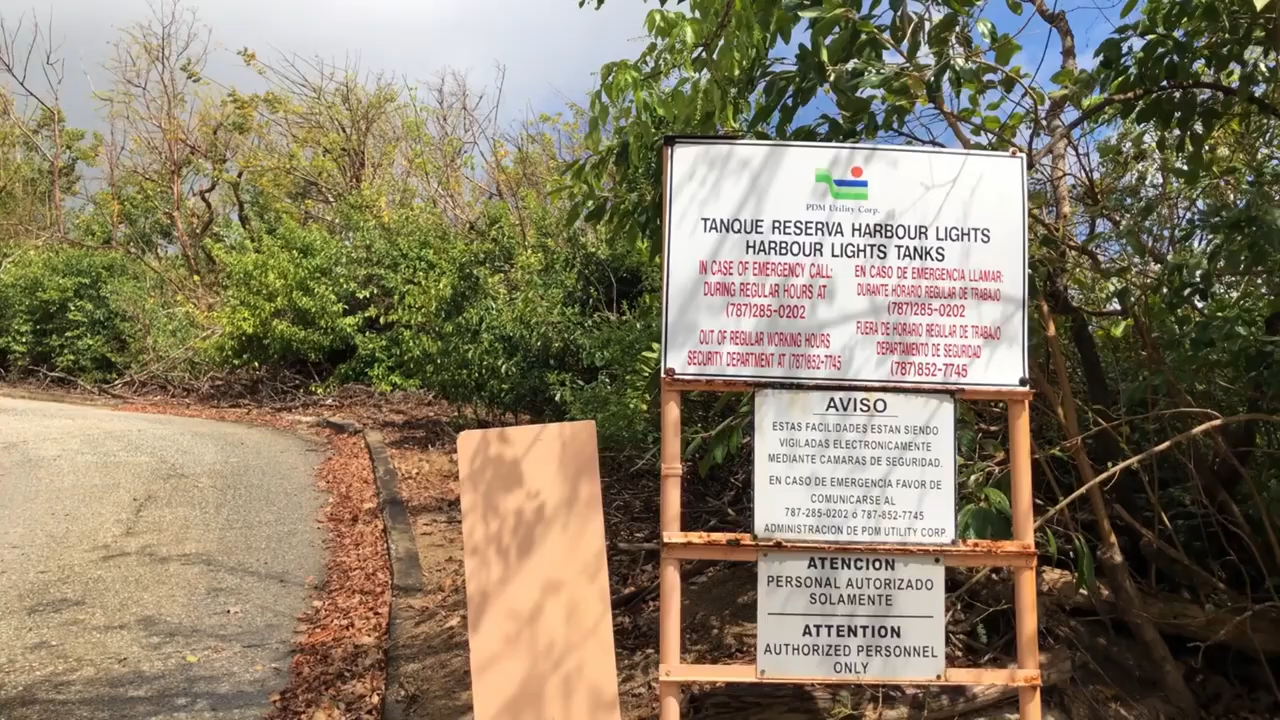 PDM Utility Corp.
TANQUE RESERVA HARBOUR LIGHTS
HARBOUR LIGHTS TANKS
IN CASE OF EMERGENCY CALL:
DURING REGULAR HOURS AT
(787)285-0202
OUT OF REGULAR WORKING HOURS
SECURITY DEPARTMENT AT (787)852-7745
EN CASO DE EMERGENCIA LLAMAR:
DURANTE HORARIO REGULAR DE TRABAJO
(787)285-0202
FUERA DE HORARIO REGULAR DE TRABAJO
DEPARTAMENTO DE SEGURIDAD
(787)852-7745
AVISO
ESTAS FACILIDADES ESTAN SIENDO
VIGILADAS ELECTRONICAMENTE
MEDIANTE CAMARAS DE SEGURIDAD.
EN CASO DE EMERGENCIA FAVOR DE
COMUNICARSE AL
787-285-0202 ó 787-852-7745
ADMINISTRACION DE PDM UTILITY CORP.
ATENCION
PERSONAL AUTORIZADO
SOLAMENTE
ATTENTION
AUTHORIZED PERSONNEL
ONLY